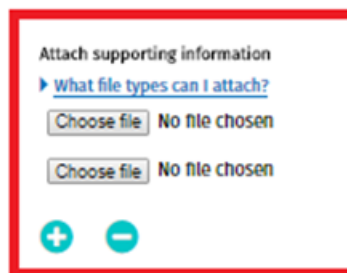 Attach supporting information
What file types can I attach?
Choose file No file chosen
Choose file No file chosen